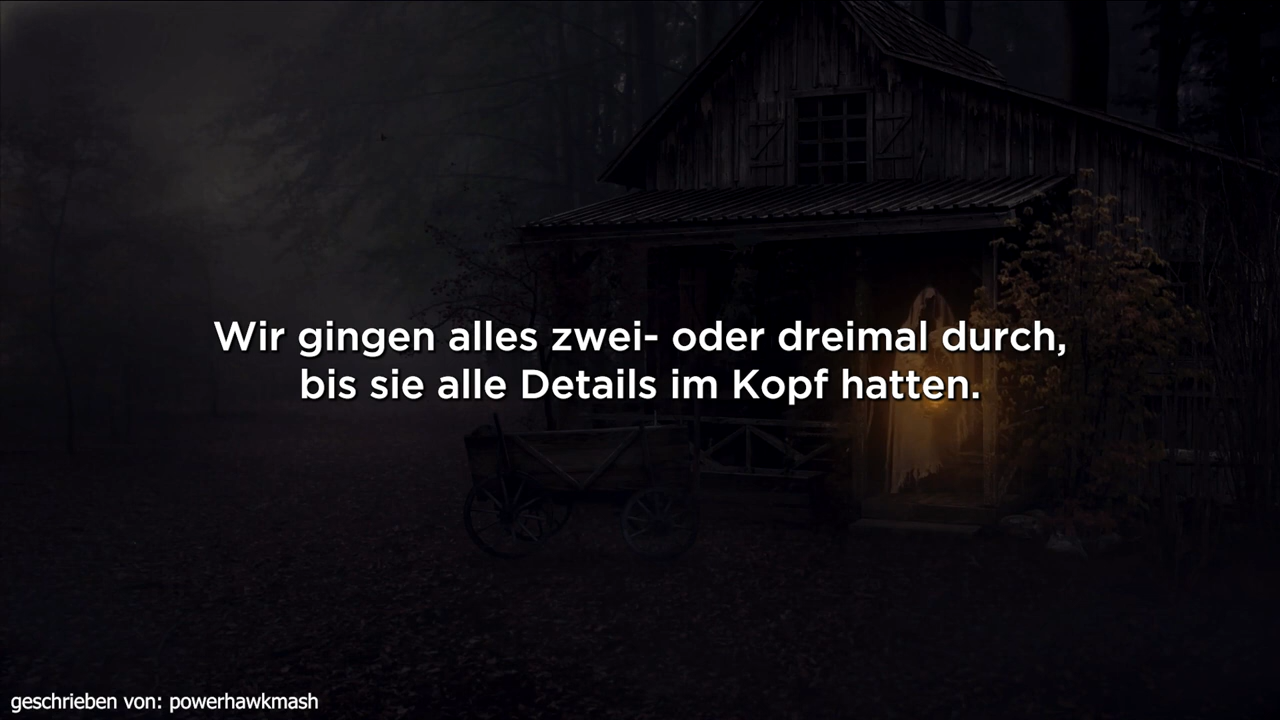 Wir gingen alles zwei- oder dreimal durch,
bis sie alle Details im Kopf hatten.
geschrieben von: powerhawkmash